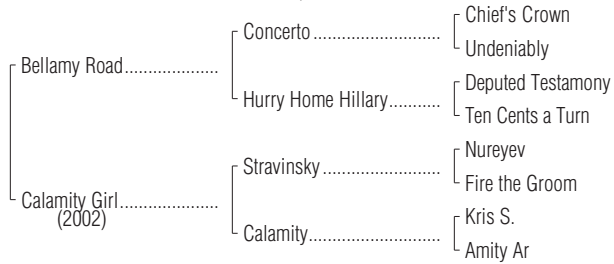 Chief's Crown
Concerto ..............................
Undeniably
Bellamy Road......................
Deputed Testamony
Hurry Home Hillary............
Ten Cents a Turn
Nureyev
Stravinsky ............................
Fire the Groom
Calamity Girl.......................
(2002)
Kris S.
Calamity...............................
Amity Ar